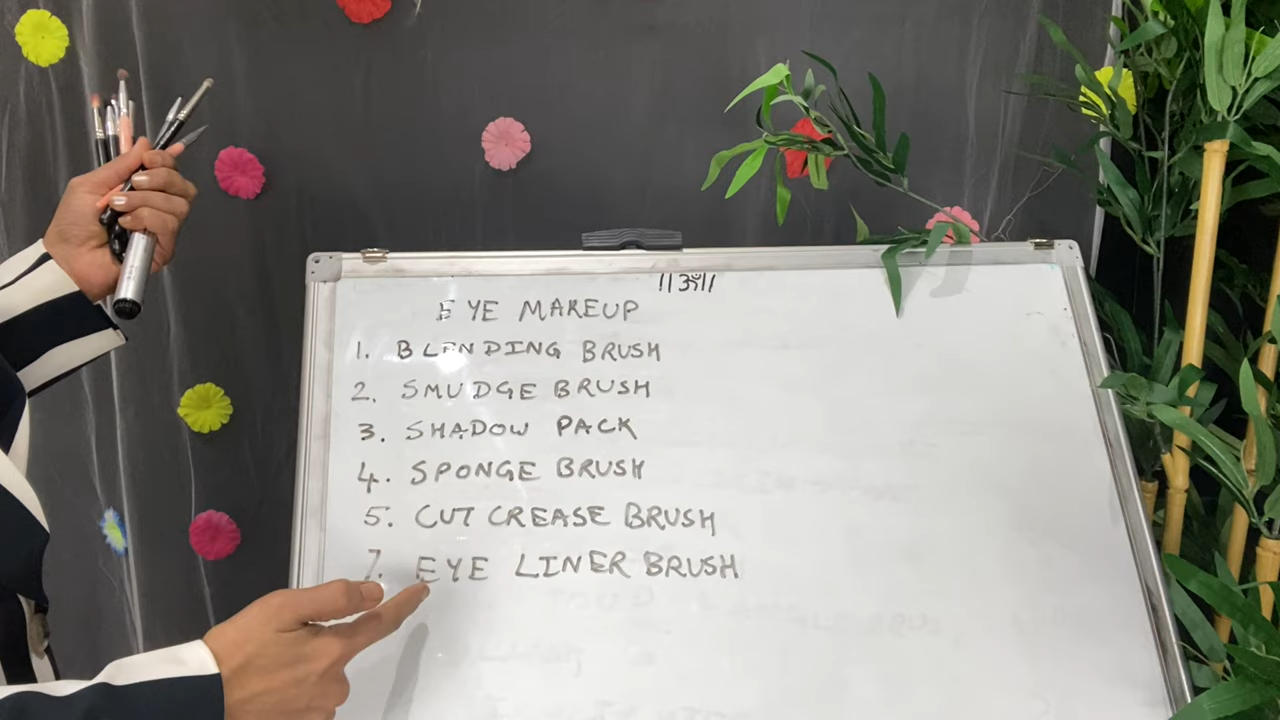 ॥ॐ॥
EYE MAKEUP
1. BLENDING BRUSH
2. SMUDGE BRUSH
3. SHADOW PACK
4. SPONGE BRUSH
5. CUT CREASE BRUSH
7. EYE LINER BRUSH